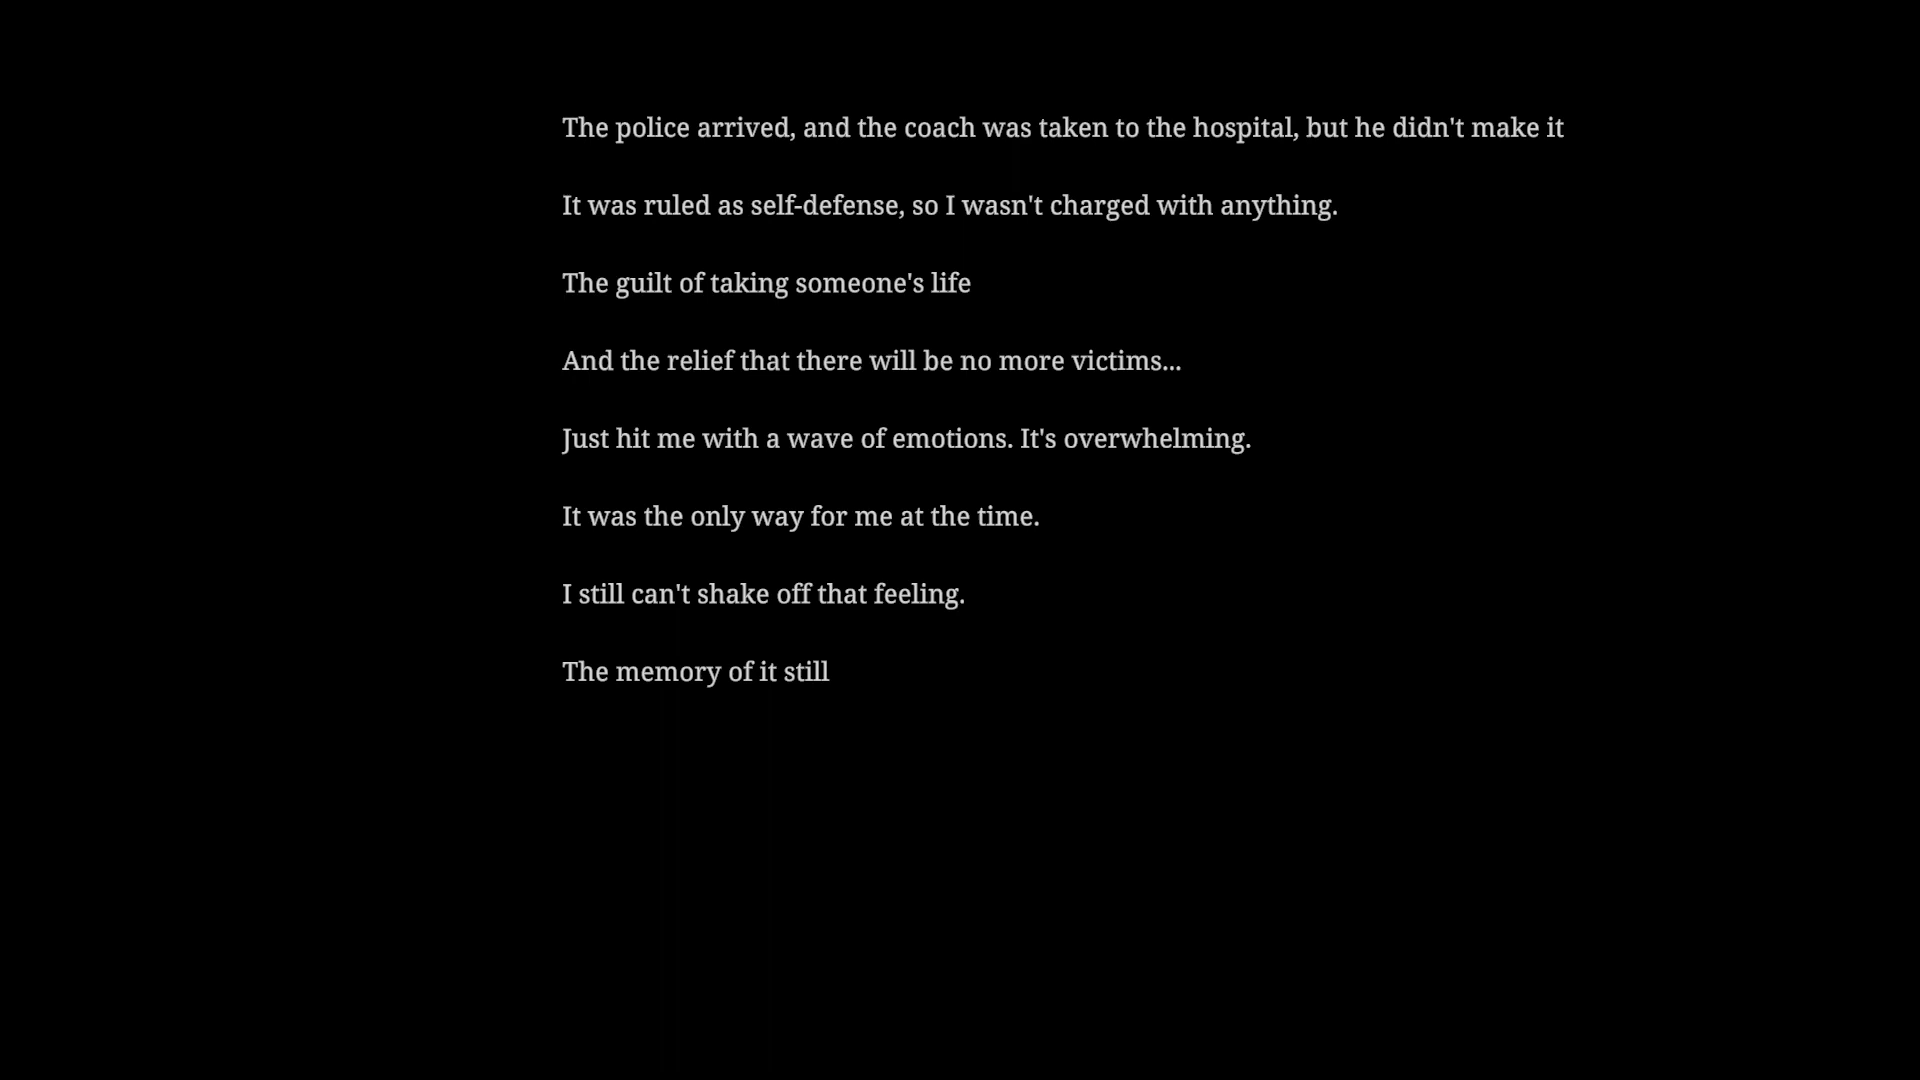 The police arrived, and the coach was taken to the hospital, but he didn't make it
It was ruled as self-defense, so I wasn't charged with anything.
The guilt of taking someone's life
And the relief that there will be no more victims...
Just hit me with a wave of emotions. It's overwhelming.
It was the only way for me at the time.
I still can't shake off that feeling.
The memory of it still